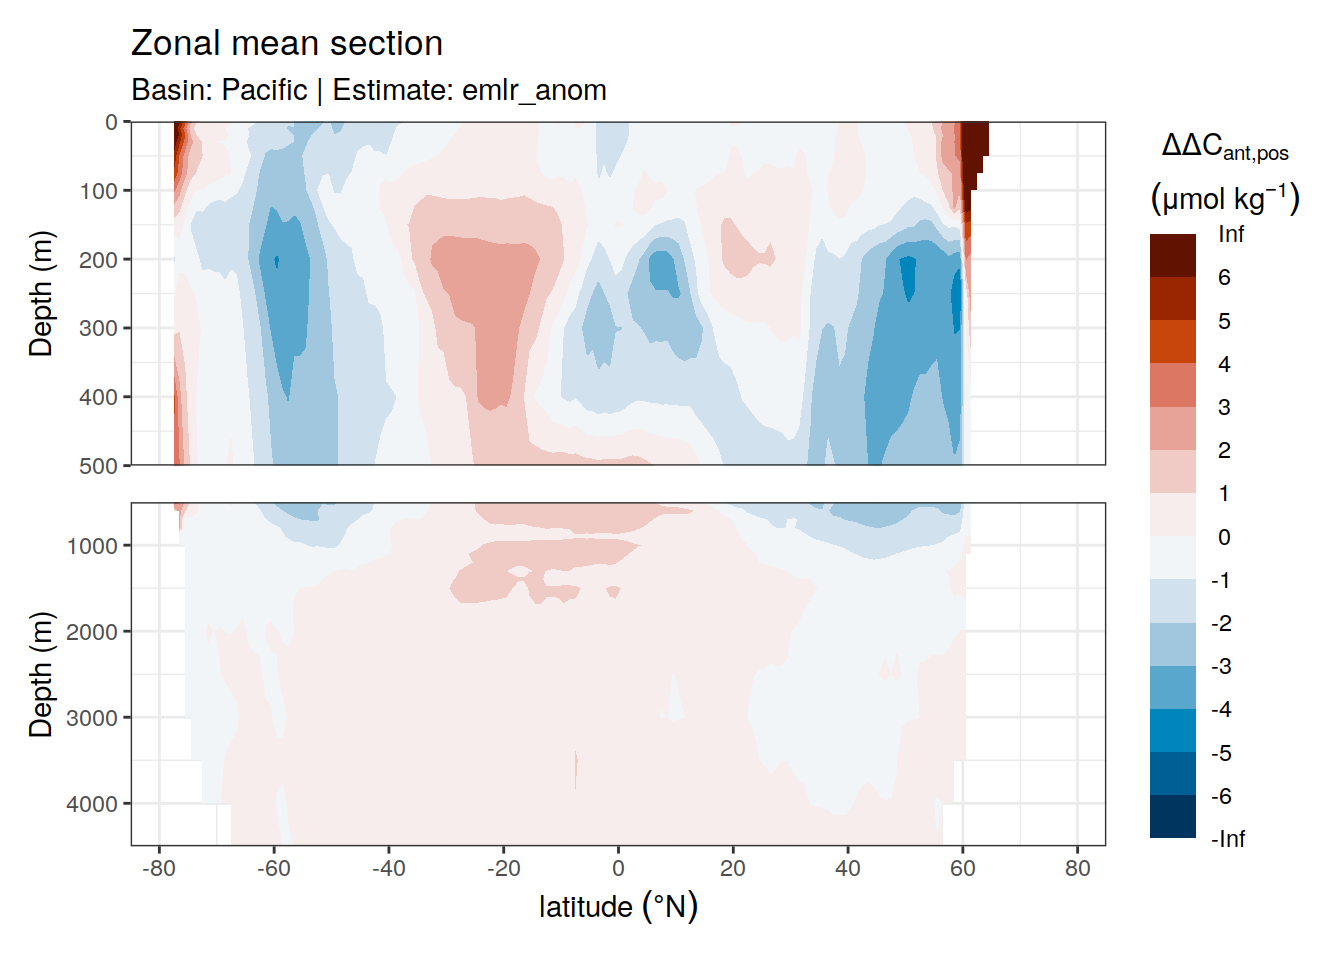 Zonal mean section
Basin: Pacific | Estimate: emlr_anom
0
100
200
300
400
500
Depth (m)
1000
2000
3000
4000
Depth (m)
-80 -60 -40 -20 0 20 40 60 80
latitude (°N)
ΔΔCant,pos
(µmol kg⁻¹)
Inf
6
5
4
3
2
1
0
-1
-2
-3
-4
-5
-6
-Inf